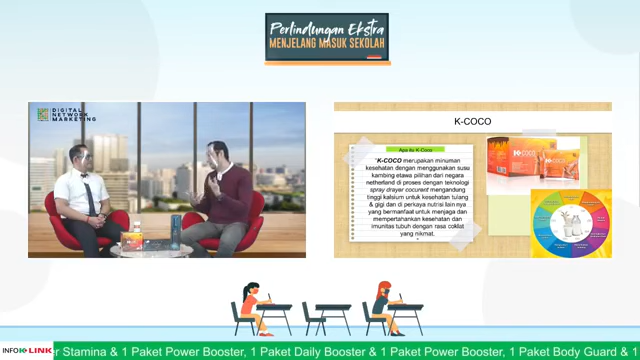 Perlindungan Ekstra
MENJELANG MASUK SEKOLAH
DIGITAL
NETWORK
MARKETING
K-COCO
Apa itu K-Coco
"K-COCO merupakan minuman
kesehatan dengan menggunakan susu
kambing etawa pilihan dari negara
netherland di proses dengan teknologi
spray drayer cocurent mengandung
tinggi kalsium untuk kesehatan tulang
& gigi dan di perkaya nutrisi lain nya
yang bermanfaat untuk menjaga dan
mempertahankan kesehatan dan
imunitas tubuh dengan rasa coklat
yang nikmat.
K-COCO
INFO K-LINK
er Stamina & 1 Paket Power Booster, 1 Paket Daily Booster & 1 Paket Power Booster, 1 Paket Body Guard & 1